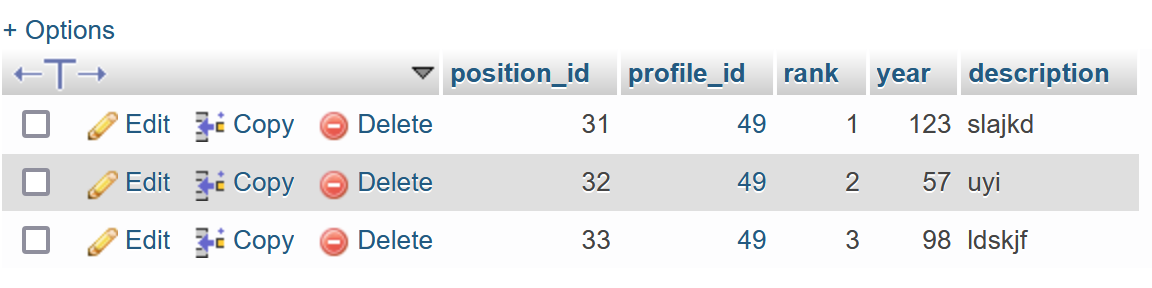 + Options
position_id profile_id rank year description
Edit Copy Delete 31 49 1 123 slajkd
Edit Copy Delete 32 49 2 57 uyi
Edit Copy Delete 33 49 3 98 ldskjf